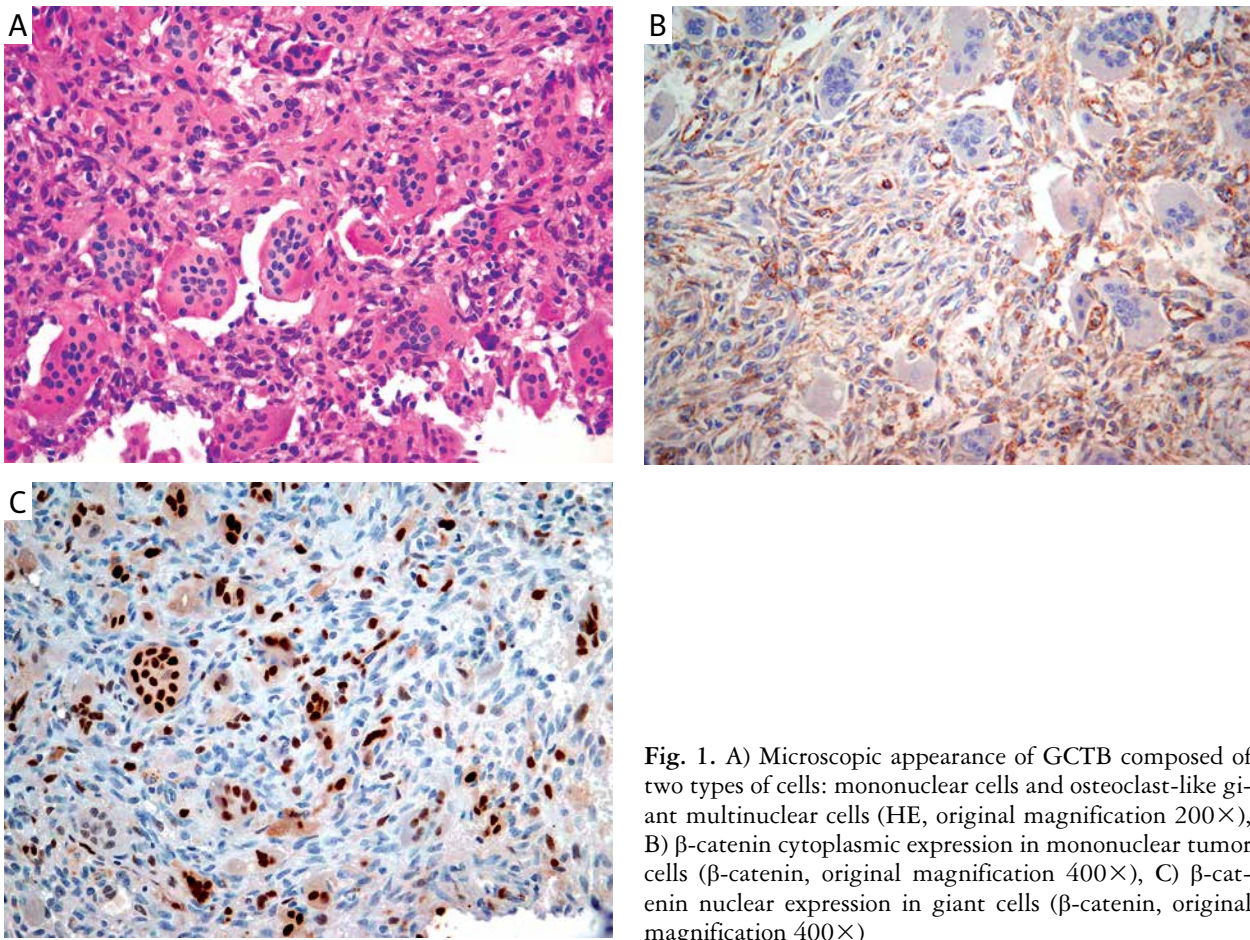 A
B
C
Fig. 1. A) Microscopic appearance of GCTB composed of
two types of cells: mononuclear cells and osteoclast-like gi-
ant multinuclear cells (HE, original magnification 200×),
B) β-catenin cytoplasmic expression in mononuclear tumor
cells (β-catenin, original magnification 400×), C) β-cat-
enin nuclear expression in giant cells (β-catenin, original
magnification 400×)